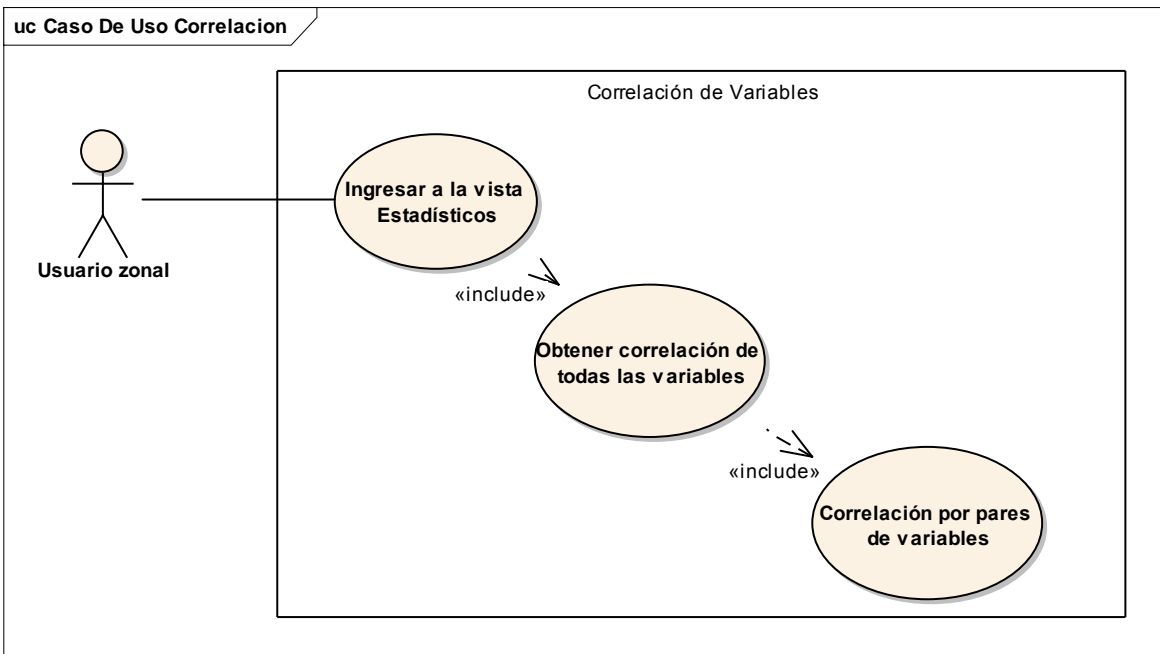 uc Caso De Uso Correlacion
Correlación de Variables
Usuario zonal
Ingresar a la vista
Estadísticos
«include»
Obtener correlación de
todas las variables
«include»
Correlación por pares
de variables